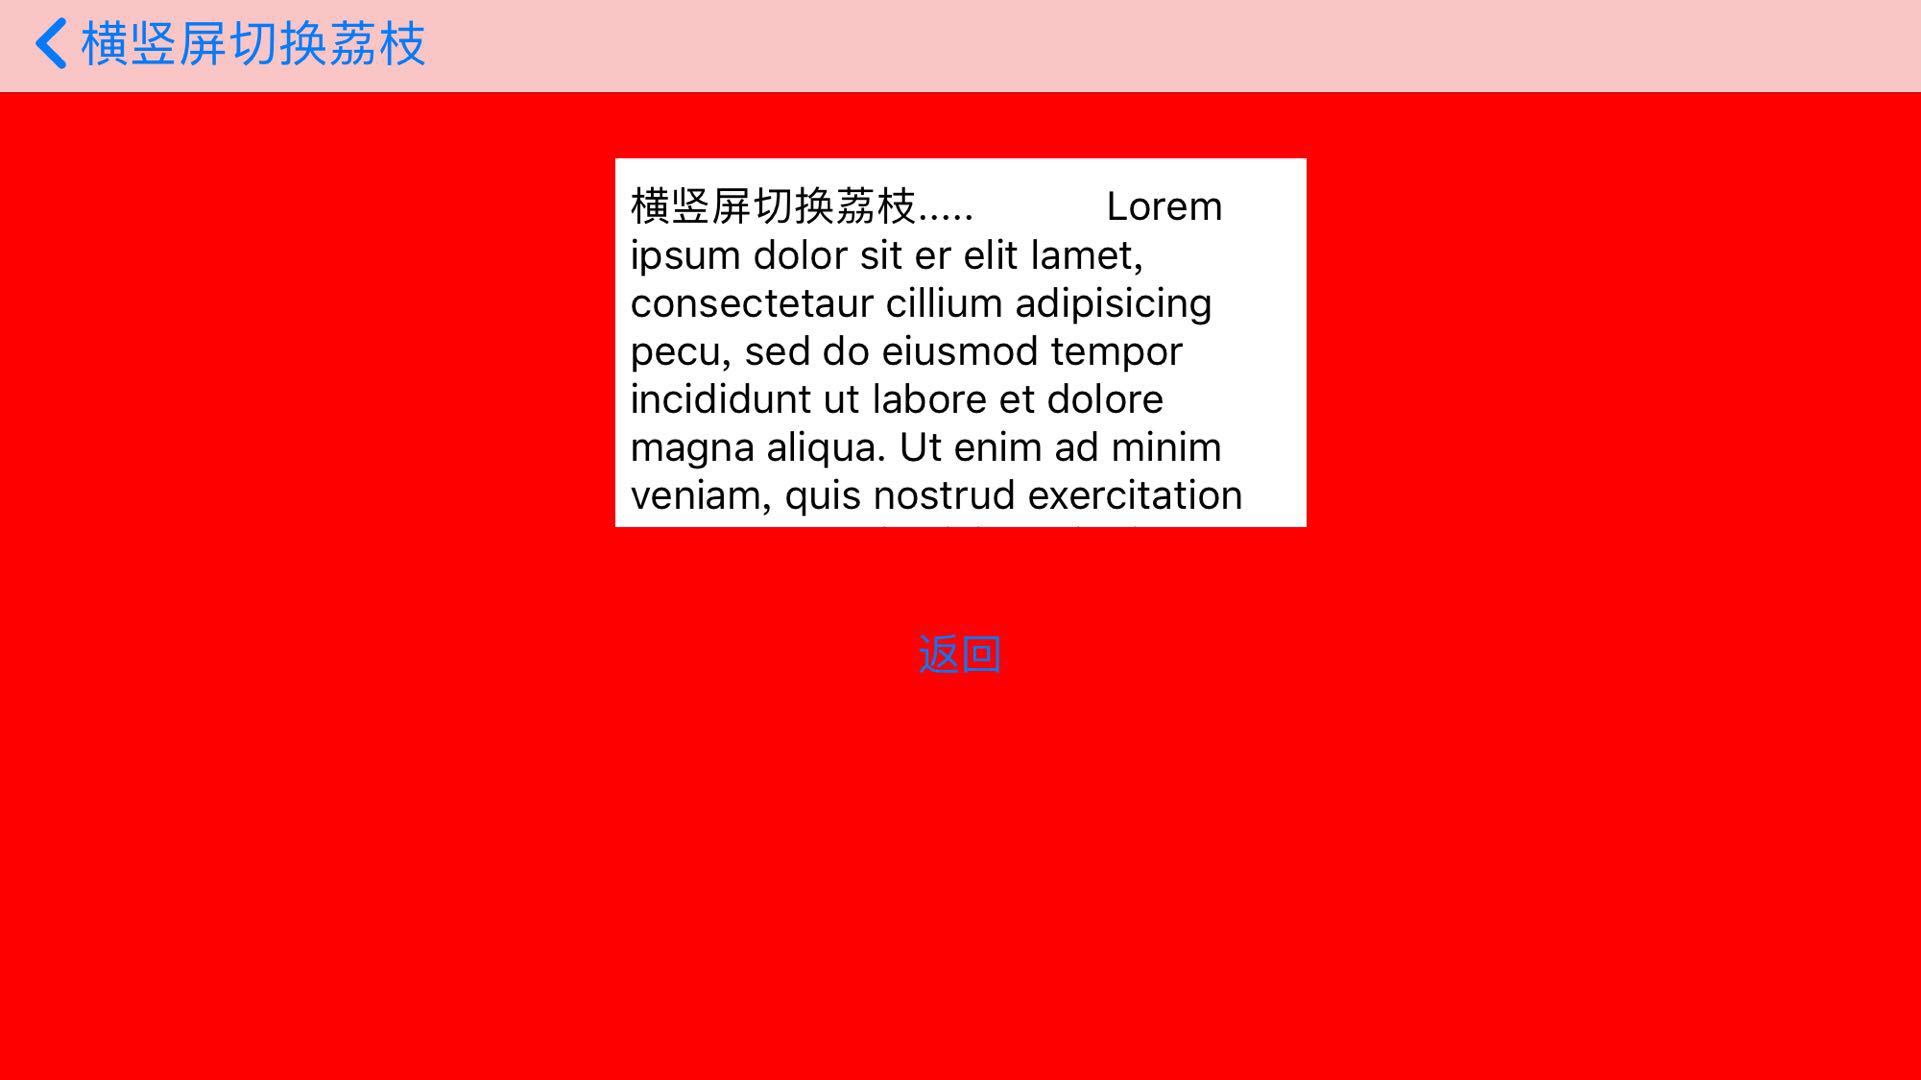 横竖屏切换荔枝
横竖屏切换荔枝..... Lorem
ipsum dolor sit er elit lamet,
consectetaur cillium adipisicing
pecu, sed do eiusmod tempor
incididunt ut labore et dolore
magna aliqua. Ut enim ad minim
veniam, quis nostrud exercitation
返回